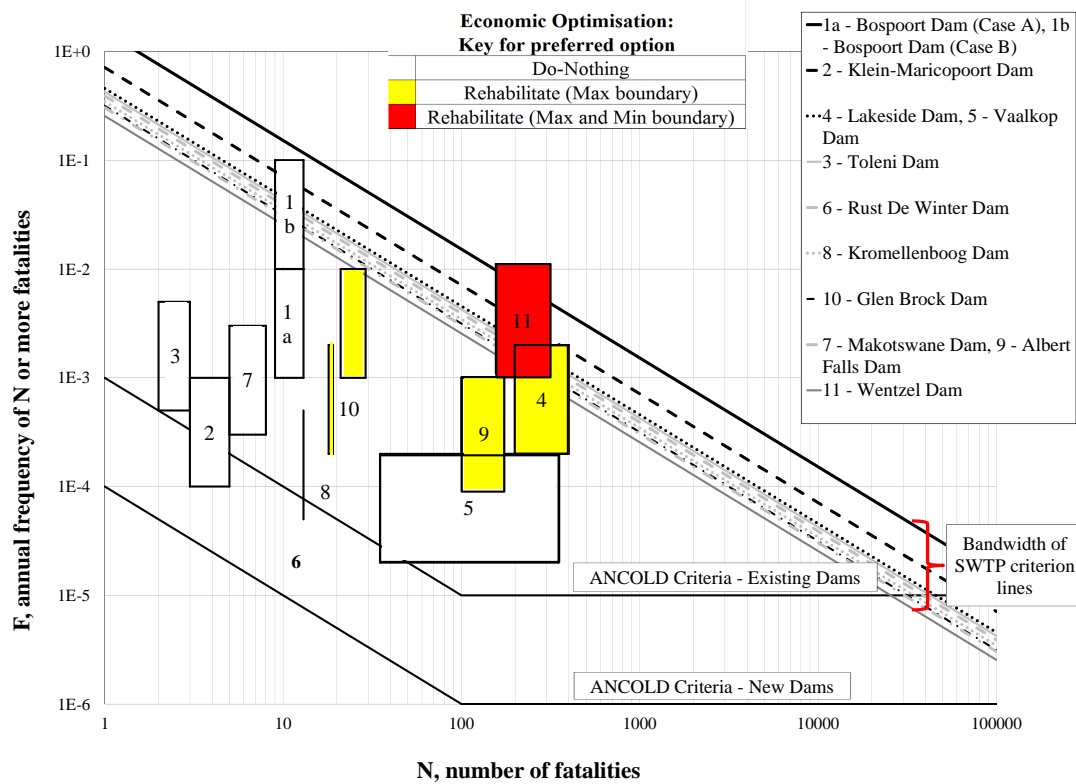 Economic Optimisation:
Key for preferred option
Do-Nothing
Rehabilitate (Max boundary)
Rehabilitate (Max and Min boundary)
1a - Bospoort Dam (Case A), 1b
- Bospoort Dam (Case B)
2 - Klein-Maricopoort Dam
4 - Lakeside Dam, 5 - Vaalkop
Dam
3 - Toleni Dam
6 - Rust De Winter Dam
8 - Kromellenboog Dam
10 - Glen Brock Dam
7 - Makotswane Dam, 9 - Albert
Falls Dam
11 - Wentzel Dam
F, annual frequency of N or more fatalities
1E+0
1E-1
1E-2
1E-3
1E-4
1E-5
1E-6
1
b
1
a
3
7
2
10
8
6
11
4
9
5
Bandwidth of
SWTP criterion
lines
ANCOLD Criteria - Existing Dams
ANCOLD Criteria - New Dams
1
10
100
1000
10000
100000
N, number of fatalities